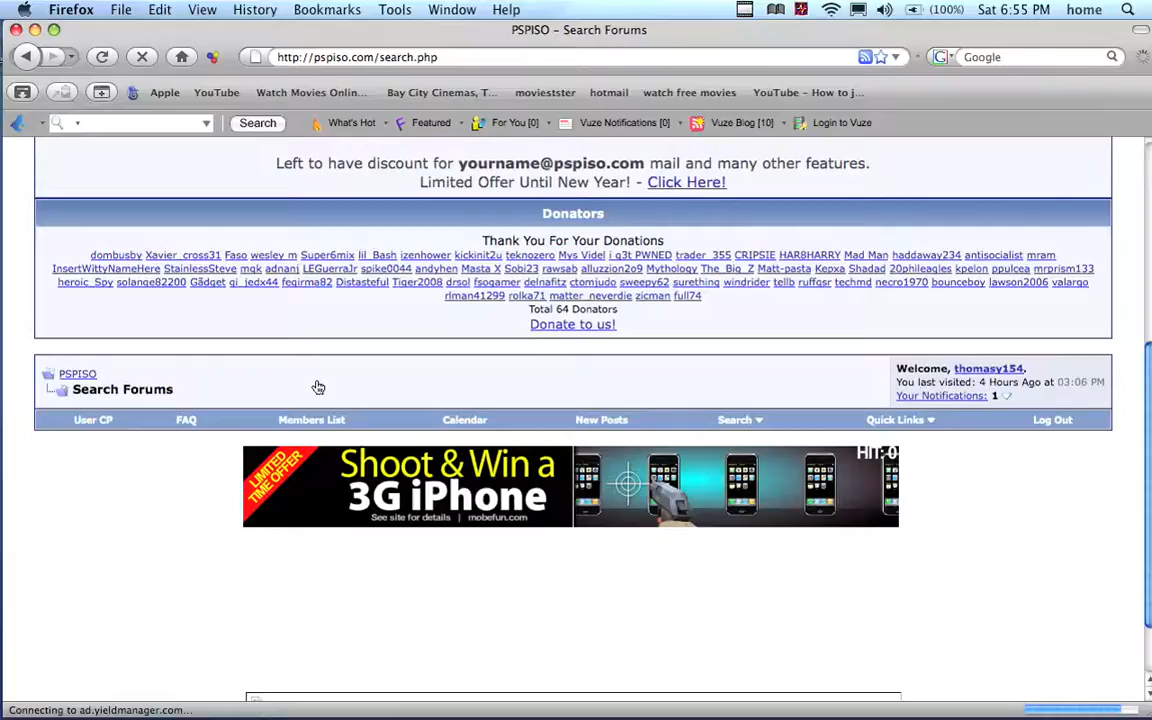 Firefox File Edit View History Bookmarks Tools Window Help (100%) Sat 6:55 PM home
PSPISO – Search Forums
http://pspiso.com/search.php Google
Apple YouTube Watch Movies Onlin... Bay City Cinemas, T... moviestster hotmail watch free movies YouTube – How to j...
Search What's Hot Featured For You [0] Vuze Notifications [0] Vuze Blog [10] Login to Vuze
Left to have discount for yourname@pspiso.com mail and many other features.
Limited Offer Until New Year! - Click Here!
Donators
Thank You For Your Donations
dombusby Xavier_cross31 Faso wesley m Super6mix lil_Bash izenhower kickinit2u teknozero Mys Videl i g3t PWNED trader_355 CRIPSIE HAR8HARRY Mad Man haddaway234 antisocialist mram
InsertWittyNameHere StainlessSteve mqk adnanj LEGuerraJr spike0044 andyhen Masta X Sobi23 rawsab alluzzion2o9 Mythology The_Big_Z Matt-pasta Kepxa Shadad 20phileagles kpelon ppulcea mrprism133
heroic_Spy solange82200 Gâdget gi_jedx44 fegirma82 Distasteful Tiger2008 drsol fsogamer delnafitz ctomjudo sweepy62 surething windrider tellb ruffgsr techmd necro1970 bounceboy lawson2006 valargo
rlman41299 rolka71 matter_neverdie zicman full74
Total 64 Donators
Donate to us!
PSPISO
Search Forums
Welcome, thomasy154.
You last visited: 4 Hours Ago at 03:06 PM
Your Notifications: 1
User CP FAQ Members List Calendar New Posts Search Quick Links Log Out
LIMITED TIME OFFER
Shoot & Win a
3G iPhone
See site for details | mobefun.com
HIT:0
Connecting to ad.yieldmanager.com...